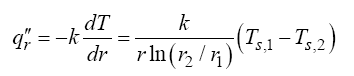 q″_r = −k dT/dr = k/(r ln(r_2 / r_1)) (T_{s,1} − T_{s,2})